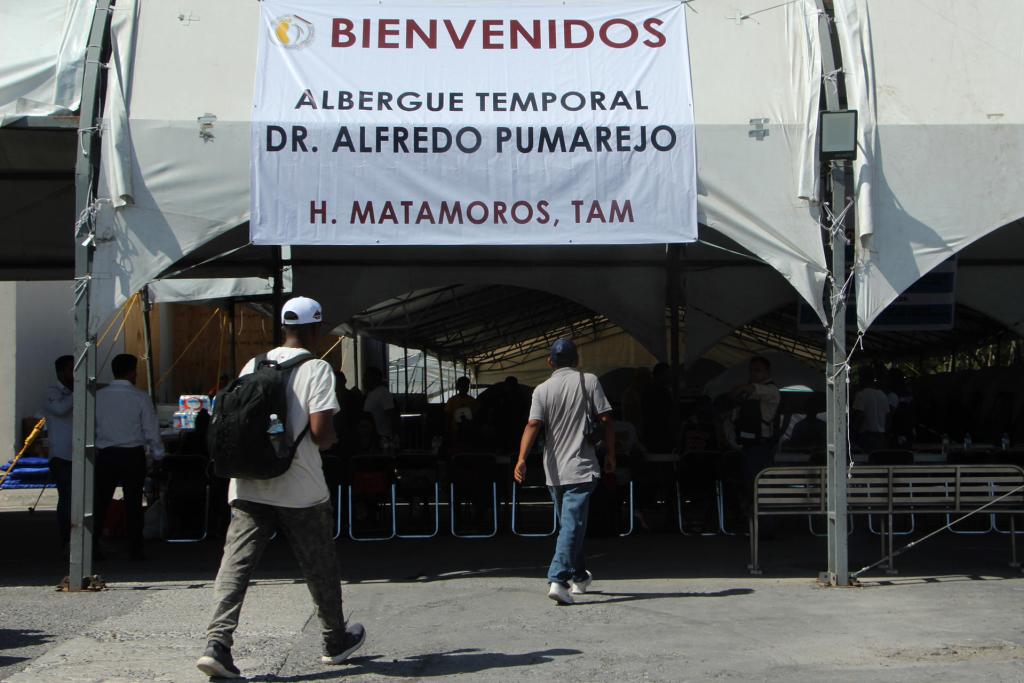 BIENVENIDOS
ALBERGUE TEMPORAL
DR. ALFREDO PUMAREJO
H. MATAMOROS, TAM